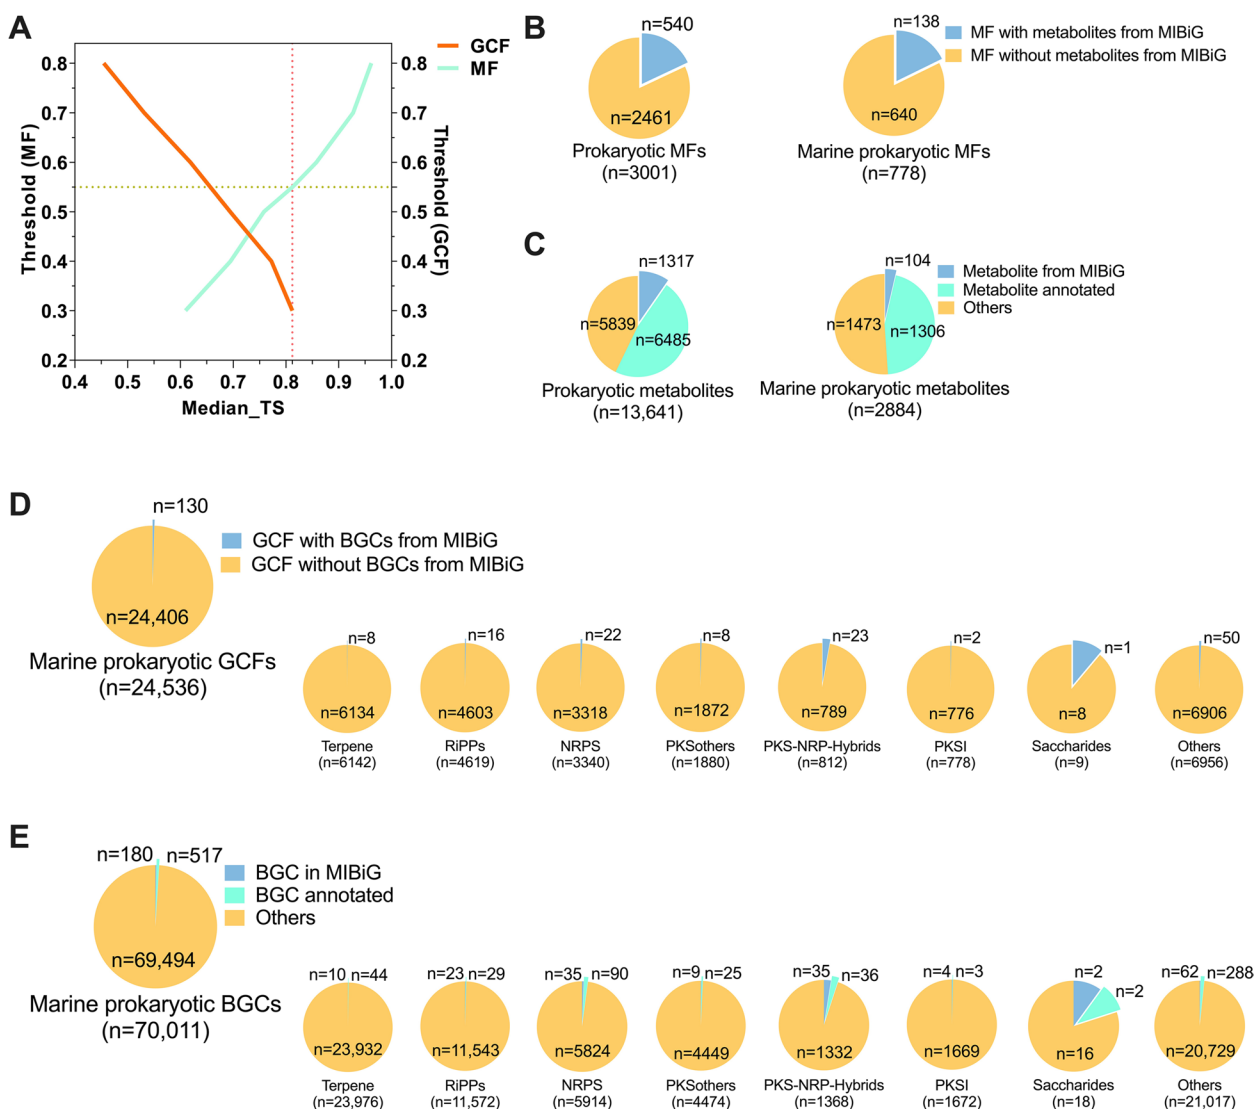 A
GCF
MF
0.8
0.7
0.6
0.5
0.4
0.3
0.2
Threshold (MF)
0.8
0.7
0.6
0.5
0.4
0.3
0.2
Threshold (GCF)
0.4 0.5 0.6 0.7 0.8 0.9 1.0
Median_TS
B
n=540
n=2461
Prokaryotic MFs
(n=3001)
n=138
n=640
Marine prokaryotic MFs
(n=778)
MF with metabolites from MIBiG
MF without metabolites from MIBiG
C
n=1317
n=5839
n=6485
Prokaryotic metabolites
(n=13,641)
n=104
n=1473
n=1306
Marine prokaryotic metabolites
(n=2884)
Metabolite from MIBiG
Metabolite annotated
Others
D
n=130
n=24,406
Marine prokaryotic GCFs
(n=24,536)
GCF with BGCs from MIBiG
GCF without BGCs from MIBiG
n=8
n=6134
Terpene
(n=6142)
n=16
n=4603
RiPPs
(n=4619)
n=22
n=3318
NRPS
(n=3340)
n=8
n=1872
PKSothers
(n=1880)
n=23
n=789
PKS-NRP-Hybrids
(n=812)
n=2
n=776
PKSI
(n=778)
n=1
n=8
Saccharides
(n=9)
n=50
n=6906
Others
(n=6956)
E
n=180 n=517
n=69,494
Marine prokaryotic BGCs
(n=70,011)
BGC in MIBiG
BGC annotated
Others
n=10 n=44
n=23,932
Terpene
(n=23,976)
n=23 n=29
n=11,543
RiPPs
(n=11,572)
n=35 n=90
n=5824
NRPS
(n=5914)
n=9 n=25
n=4449
PKSothers
(n=4474)
n=35 n=36
n=1332
PKS-NRP-Hybrids
(n=1368)
n=4 n=3
n=1669
PKSI
(n=1672)
n=2
n=2
n=16
Saccharides
(n=18)
n=62 n=288
n=20,729
Others
(n=21,017)